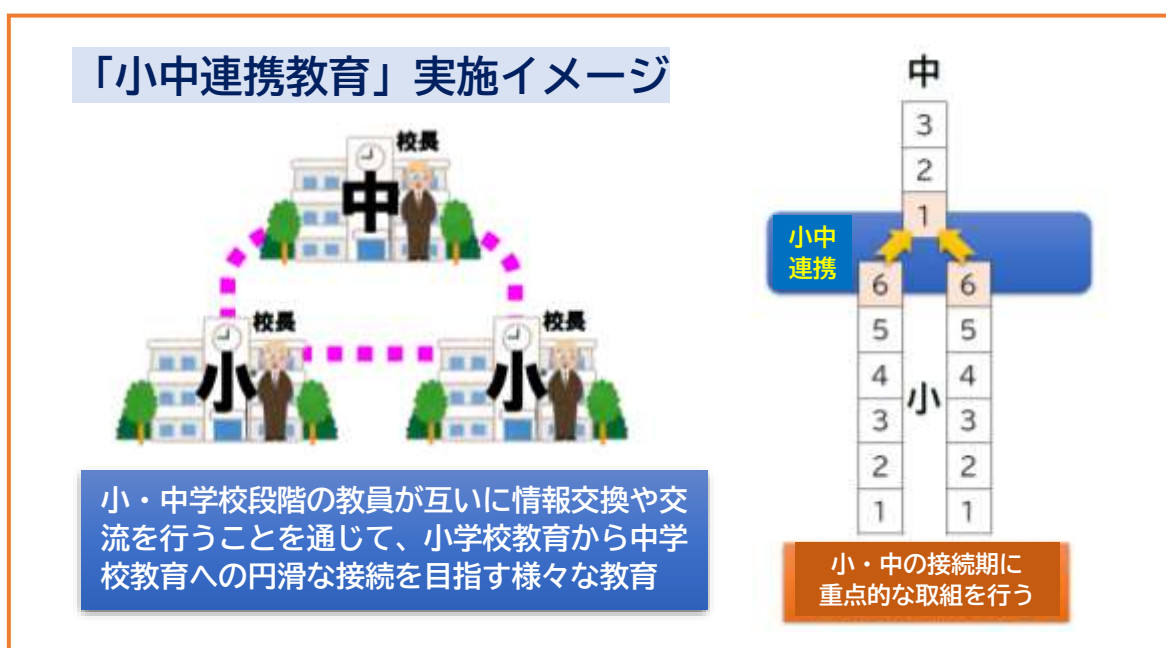 「小中連携教育」実施イメージ
校長
中
校長
小
校長
小
小・中学校段階の教員が互いに情報交換や交
流を行うことを通じて、小学校教育から中学
校教育への円滑な接続を目指す様々な教育
中
3
2
1
小中
連携
6 6
5 5
4 4
小
3 3
2 2
1 1
小・中の接続期に
重点的な取組を行う